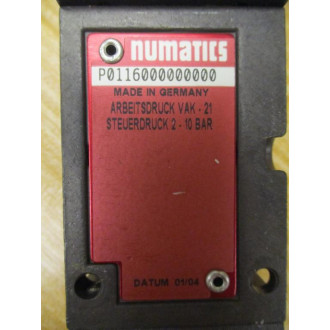 numatics
P0116000000000
MADE IN GERMANY
ARBEITSDRUCK VAK - 21
STEUERDRUCK 2 - 10 BAR
DATUM 01/04